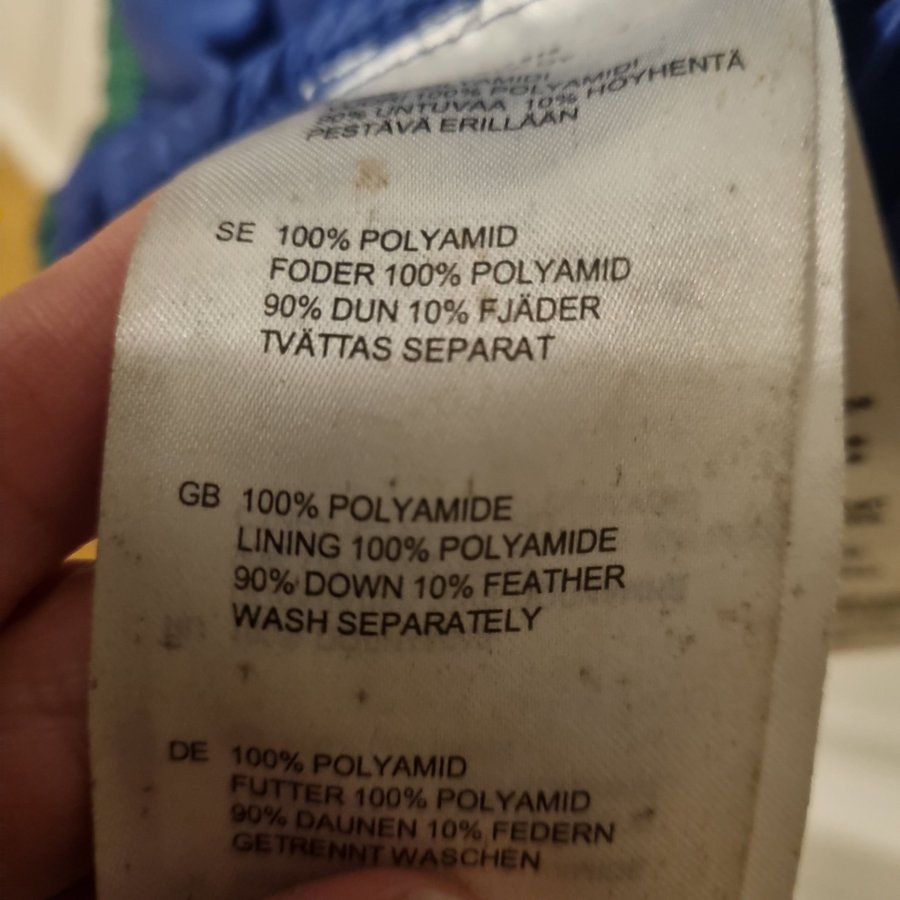 100% POLYAMIDI
90% UNTUVAA 10% HÖYHENTÄ
PESTÄVÄ ERILLÄÄN
SE 100% POLYAMID
FODER 100% POLYAMID
90% DUN 10% FJÄDER
TVÄTTAS SEPARAT
GB 100% POLYAMIDE
LINING 100% POLYAMIDE
90% DOWN 10% FEATHER
WASH SEPARATELY
DE 100% POLYAMID
FUTTER 100% POLYAMID
90% DAUNEN 10% FEDERN
GETRENNT WASCHEN